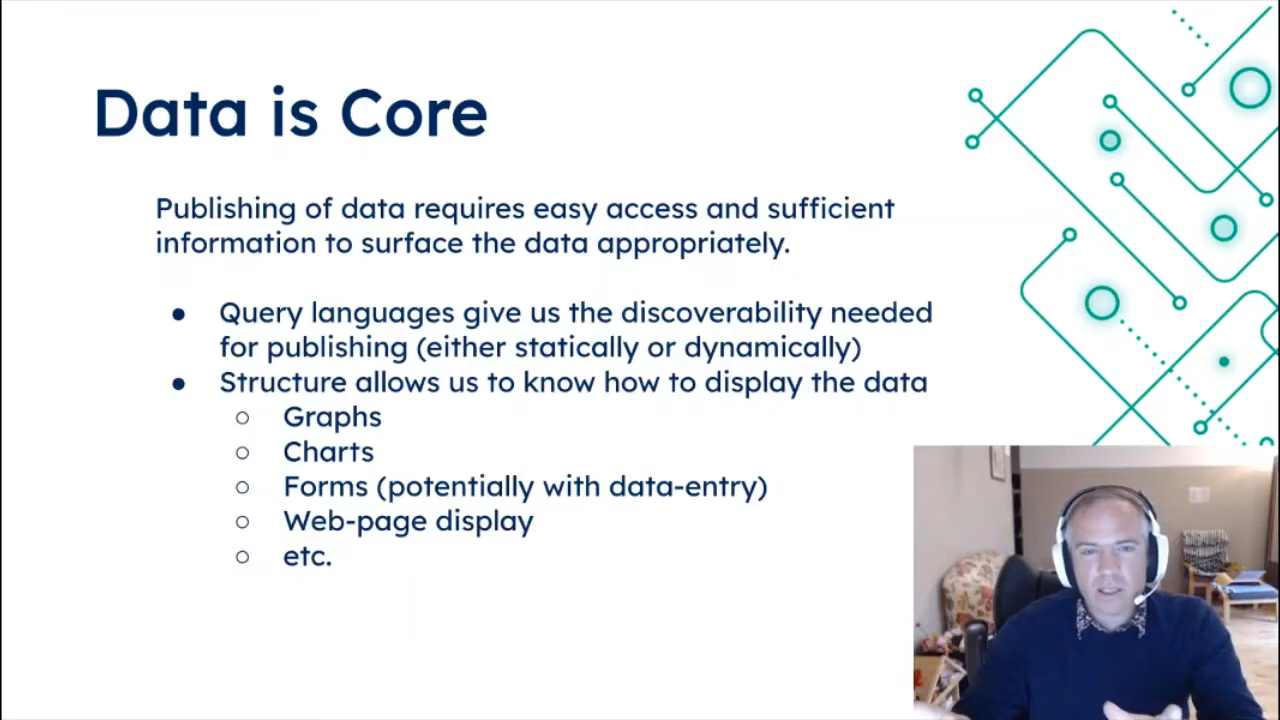 Data is Core
Publishing of data requires easy access and sufficient
information to surface the data appropriately.
● Query languages give us the discoverability needed
for publishing (either statically or dynamically)
● Structure allows us to know how to display the data
○ Graphs
○ Charts
○ Forms (potentially with data-entry)
○ Web-page display
○ etc.